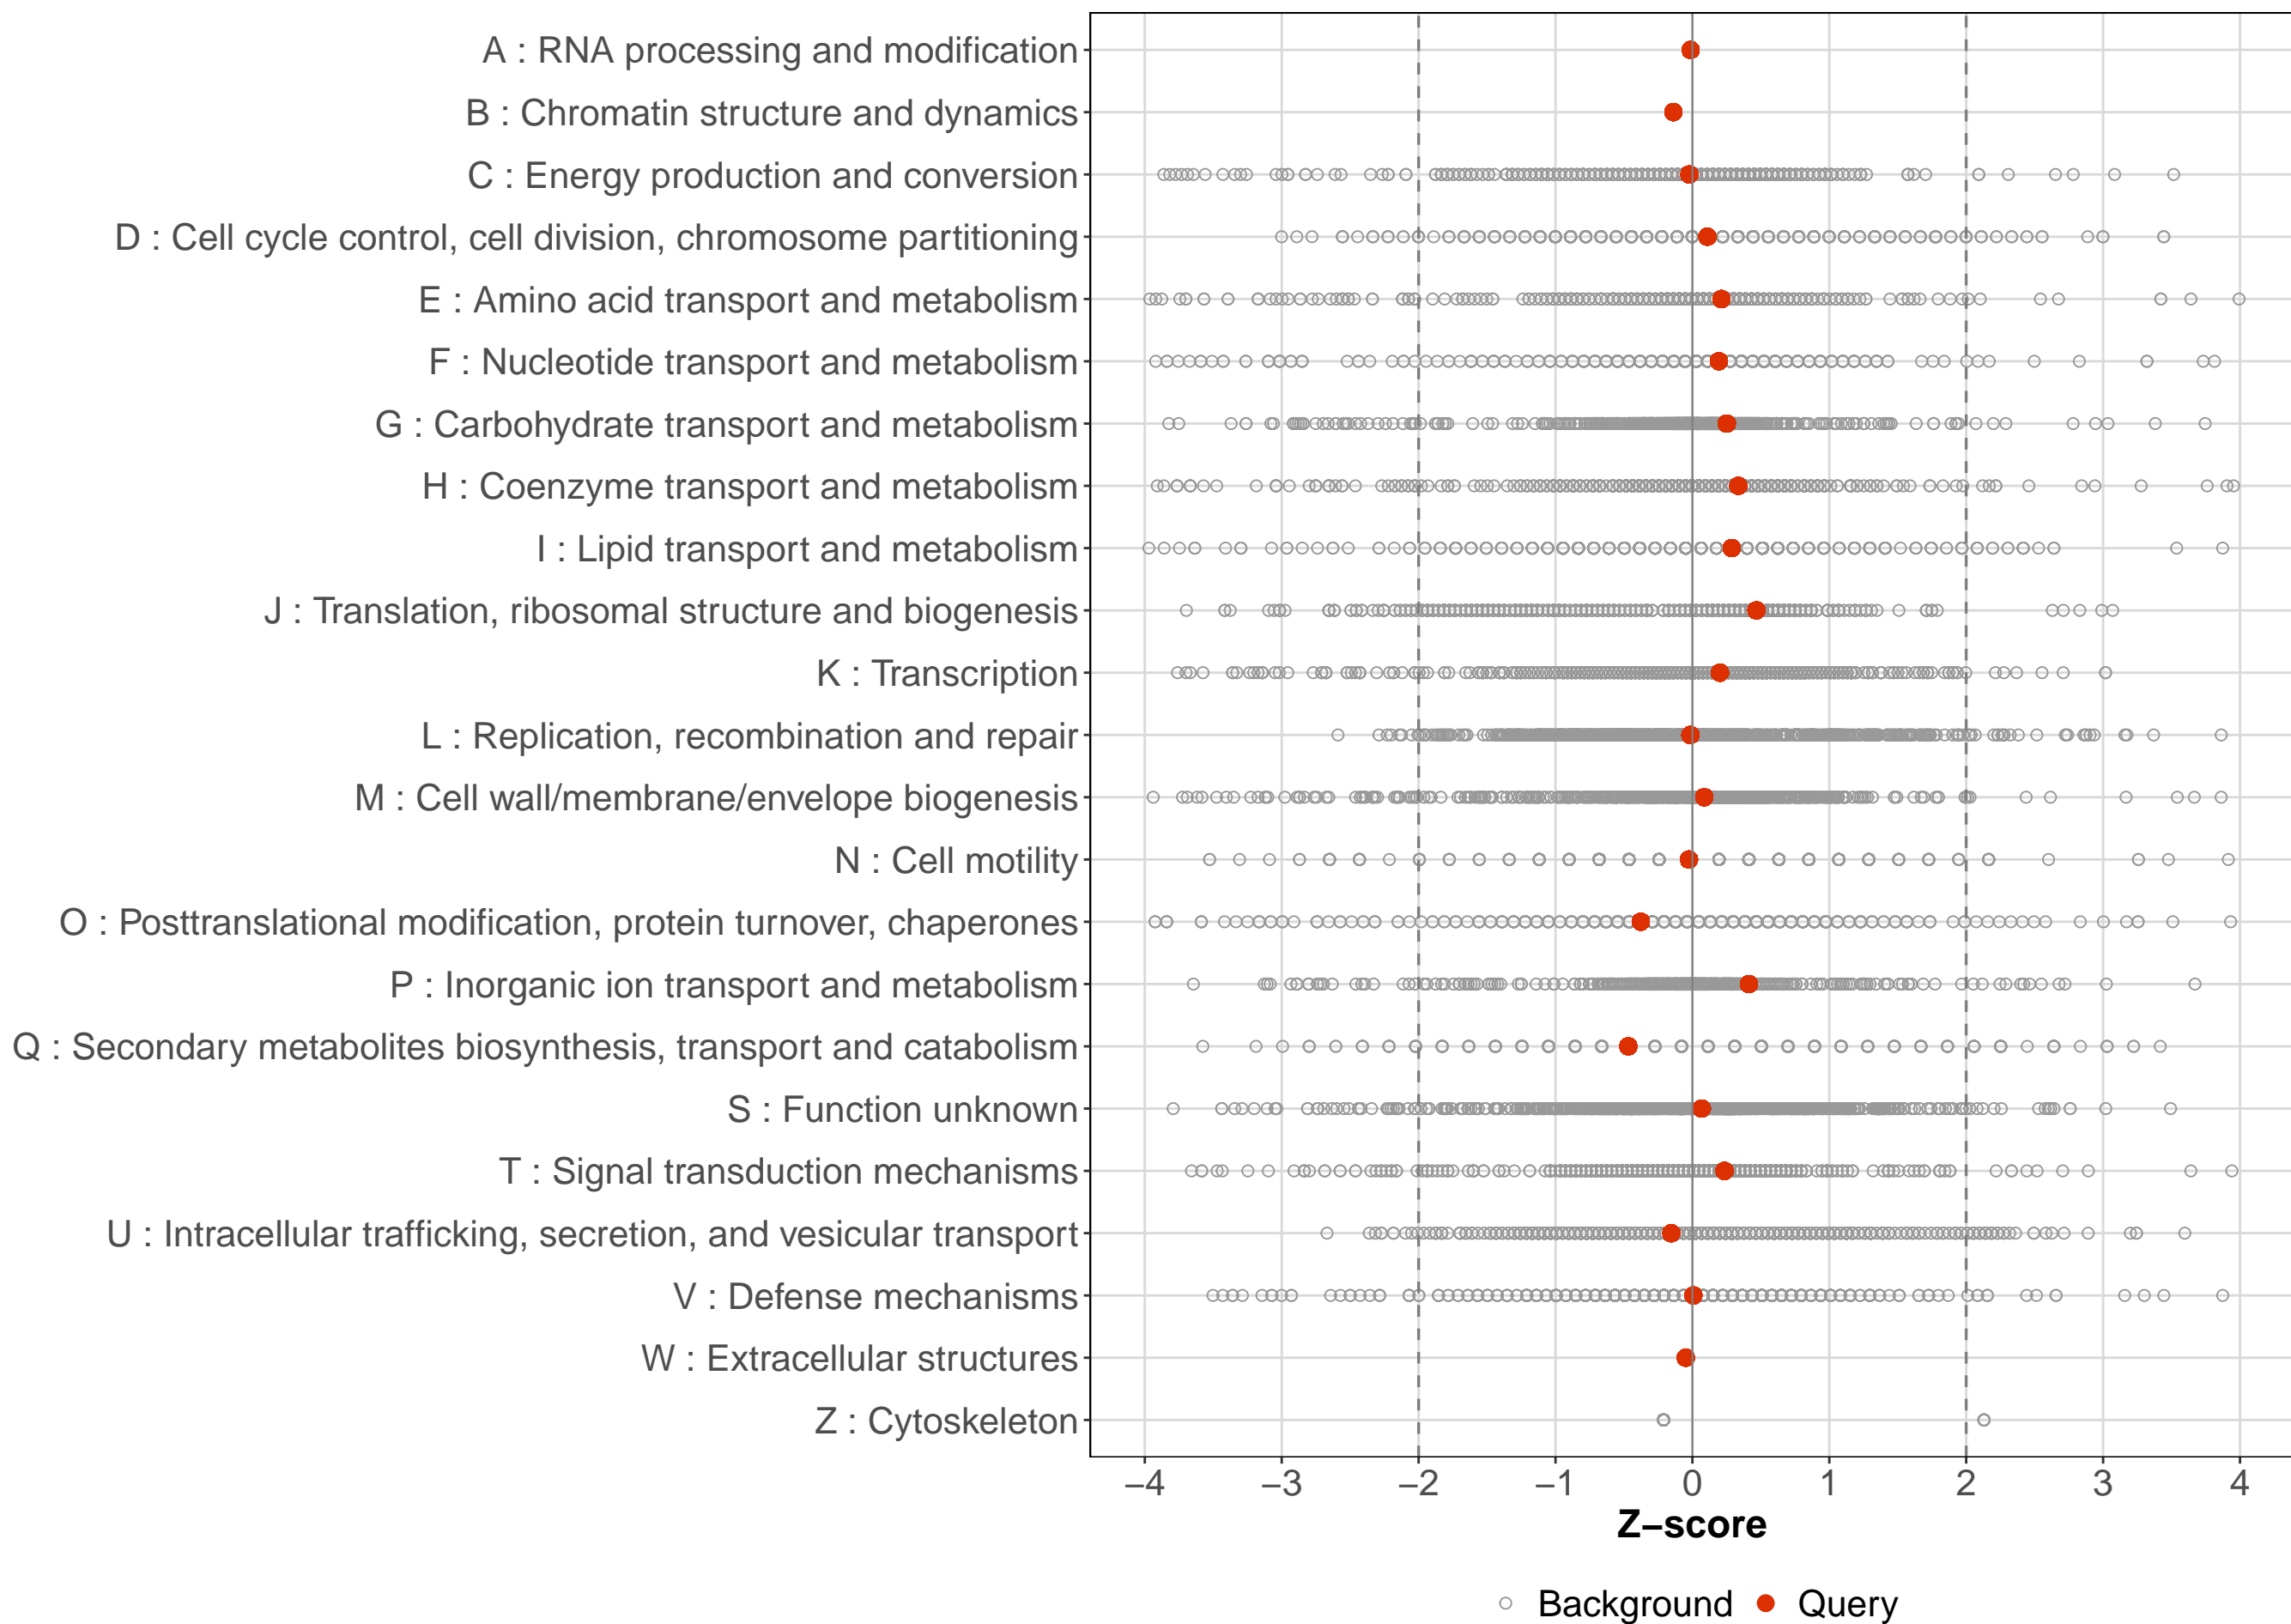 A : RNA processing and modification
B : Chromatin structure and dynamics
C : Energy production and conversion
D : Cell cycle control, cell division, chromosome partitioning
E : Amino acid transport and metabolism
F : Nucleotide transport and metabolism
G : Carbohydrate transport and metabolism
H : Coenzyme transport and metabolism
I : Lipid transport and metabolism
J : Translation, ribosomal structure and biogenesis
K : Transcription
L : Replication, recombination and repair
M : Cell wall/membrane/envelope biogenesis
N : Cell motility
O : Posttranslational modification, protein turnover, chaperones
P : Inorganic ion transport and metabolism
Q : Secondary metabolites biosynthesis, transport and catabolism
S : Function unknown
T : Signal transduction mechanisms
U : Intracellular trafficking, secretion, and vesicular transport
V : Defense mechanisms
W : Extracellular structures
Z : Cytoskeleton
−4 −3 −2 −1 0 1 2 3 4
Z−score
Background Query